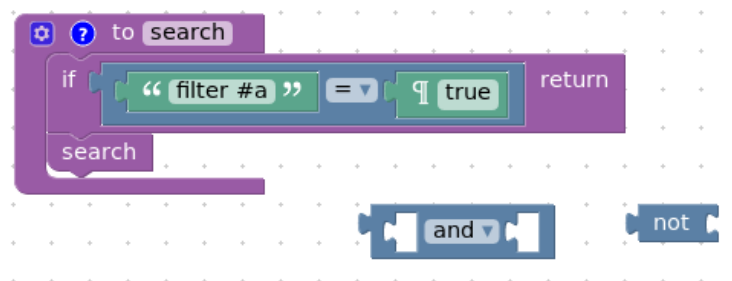 ? to search
if “ filter #a ” = ▾ ¶ true return
search
and ▾ not